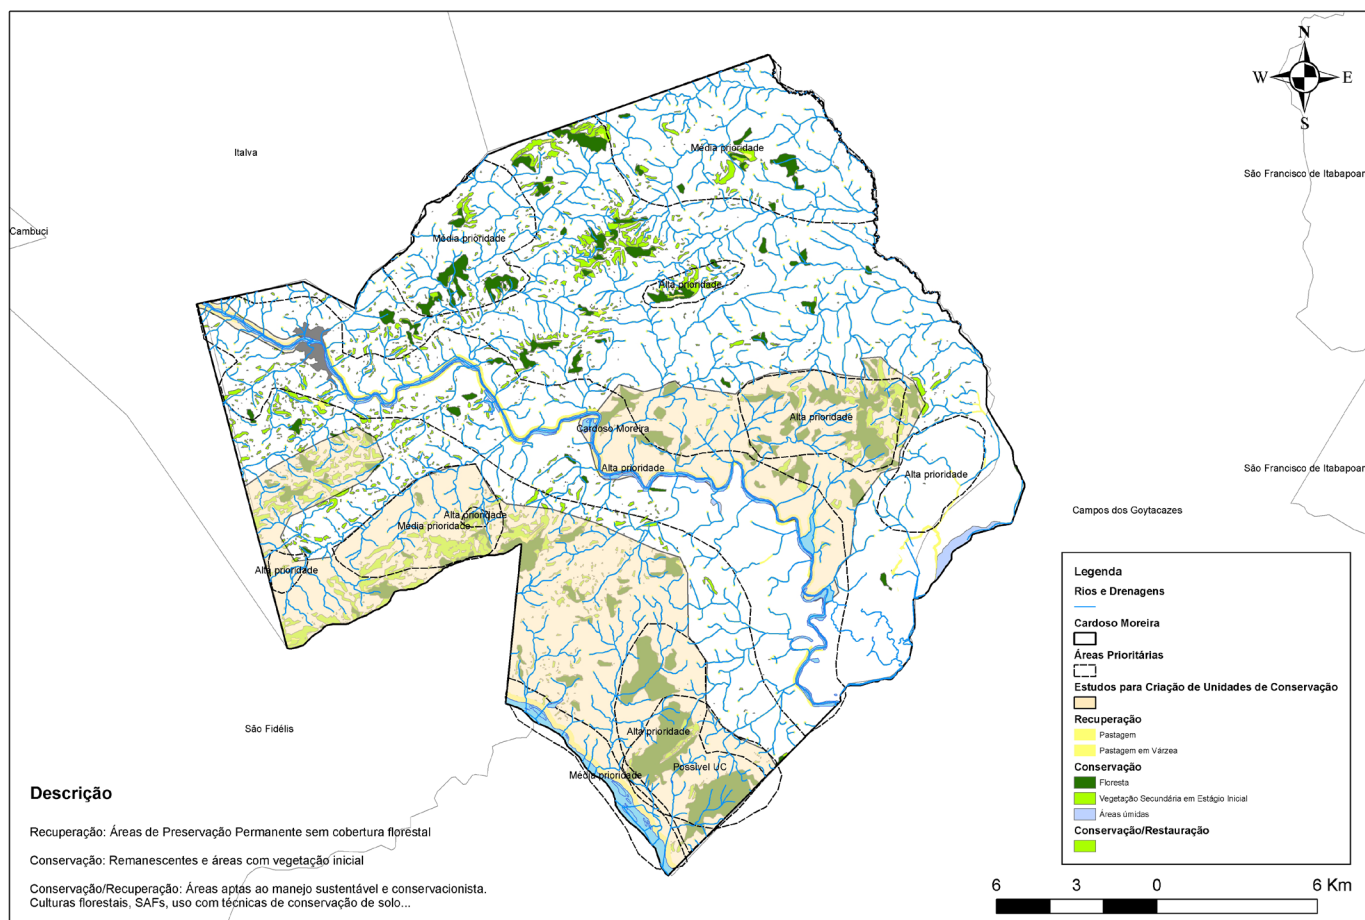 N
W E
S
Italva
São Francisco de Itabapoar
Cambuçi
Média prioridade
Média prioridade
Alta prioridade
Alta prioridade
Cardoso Moreira
Alta prioridade
Alta prioridade
São Francisco de Itabapoar
Campos dos Goytacazes
Alta prioridade
Média prioridade
Alta prioridade
São Fidélis
Alta prioridade
Possível UC
Média prioridade
Legenda
Rios e Drenagens
Cardoso Moreira
Áreas Prioritárias
Estudos para Criação de Unidades de Conservação
Recuperação
Pastagem
Pastagem em Várzea
Conservação
Floresta
Vegetação Secundária em Estágio Inicial
Áreas úmidas
Conservação/Restauração
Descrição
Recuperação: Áreas de Preservação Permanente sem cobertura florestal
Conservação: Remanescentes e áreas com vegetação inicial
Conservação/Recuperação: Áreas aptas ao manejo sustentável e conservacionista.
Culturas florestais, SAFs, uso com técnicas de conservação de solo...
6 3 0 6 Km